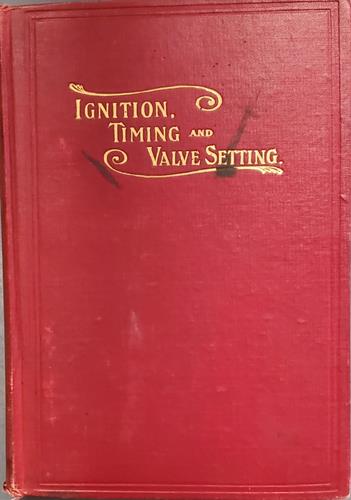 IGNITION,
TIMING AND
VALVE SETTING.